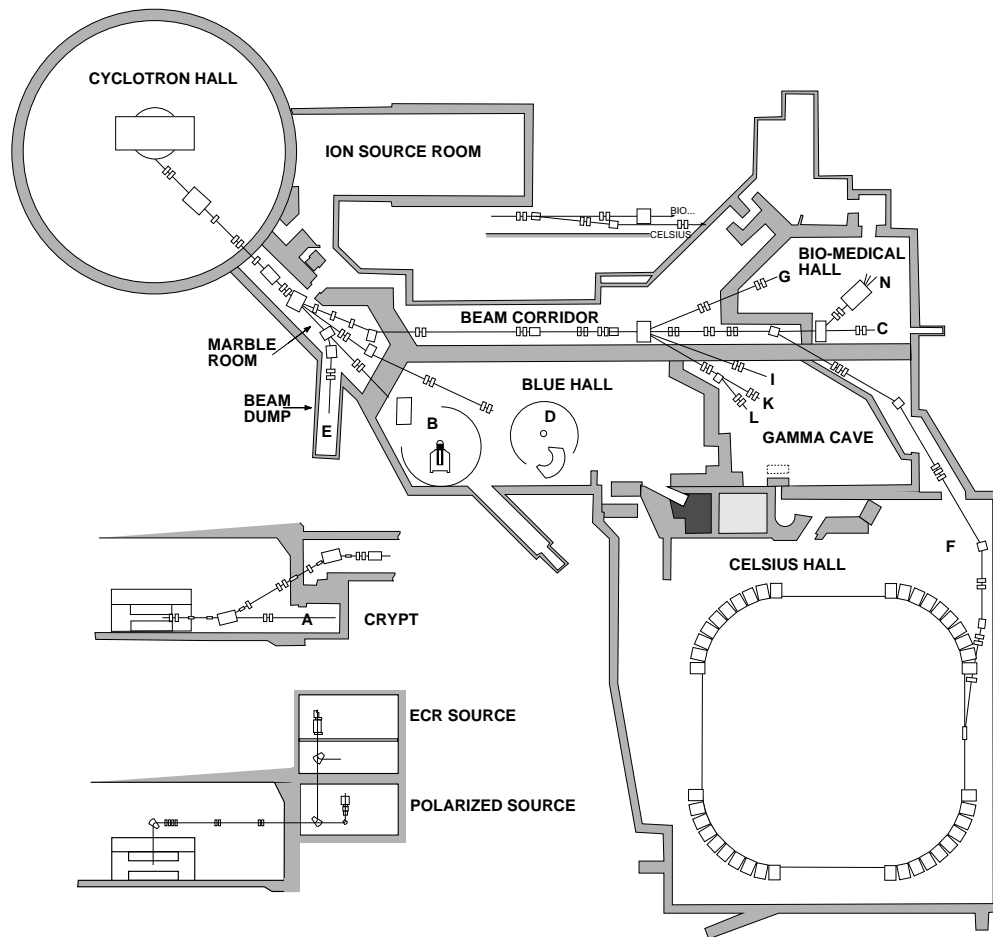 CYCLOTRON HALL
ION SOURCE ROOM
BIO...
CELSIUS
BIO-MEDICAL
HALL
G
N
BEAM CORRIDOR
C
MARBLE
ROOM
BLUE HALL
I
K
L
BEAM
DUMP
E
B
D
GAMMA CAVE
F
CELSIUS HALL
A
CRYPT
ECR SOURCE
POLARIZED SOURCE